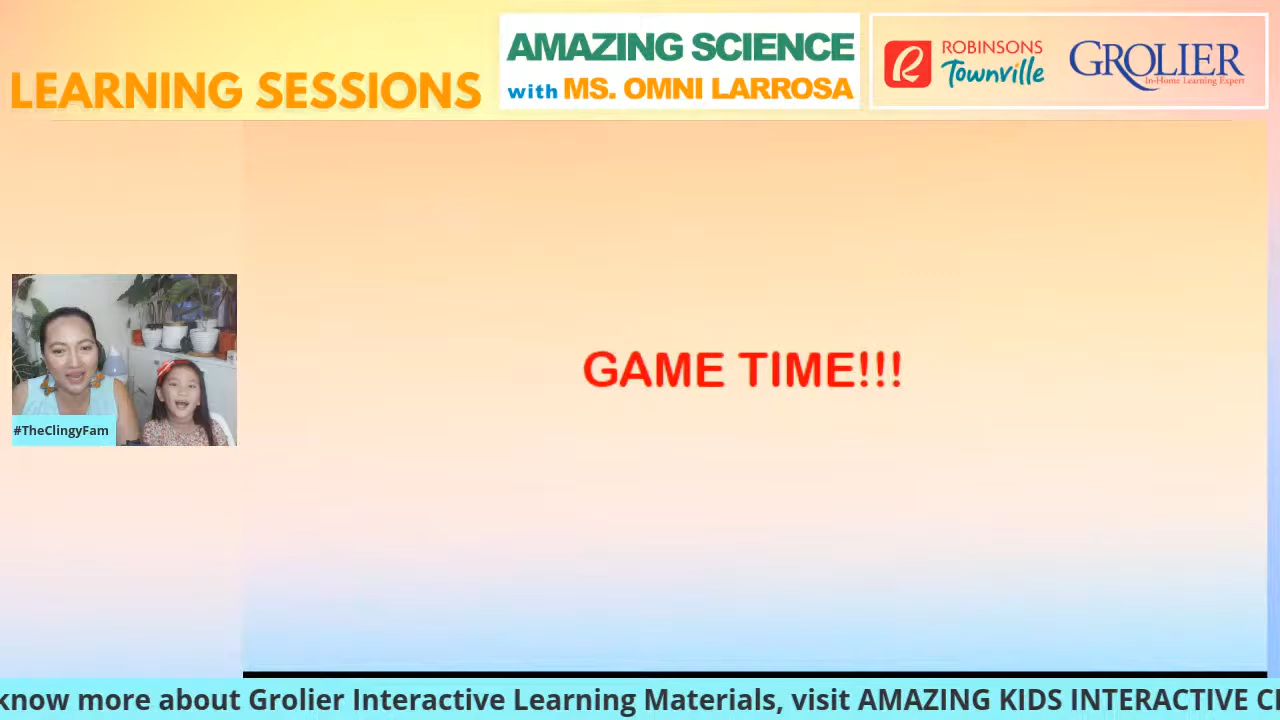 LEARNING SESSIONS
AMAZING SCIENCE
with MS. OMNI LARROSA
R
ROBINSONS
Townville
GROLIER
In-Home Learning Expert
GAME TIME!!!
#TheClingyFam
know more about Grolier Interactive Learning Materials, visit AMAZING KIDS INTERACTIVE